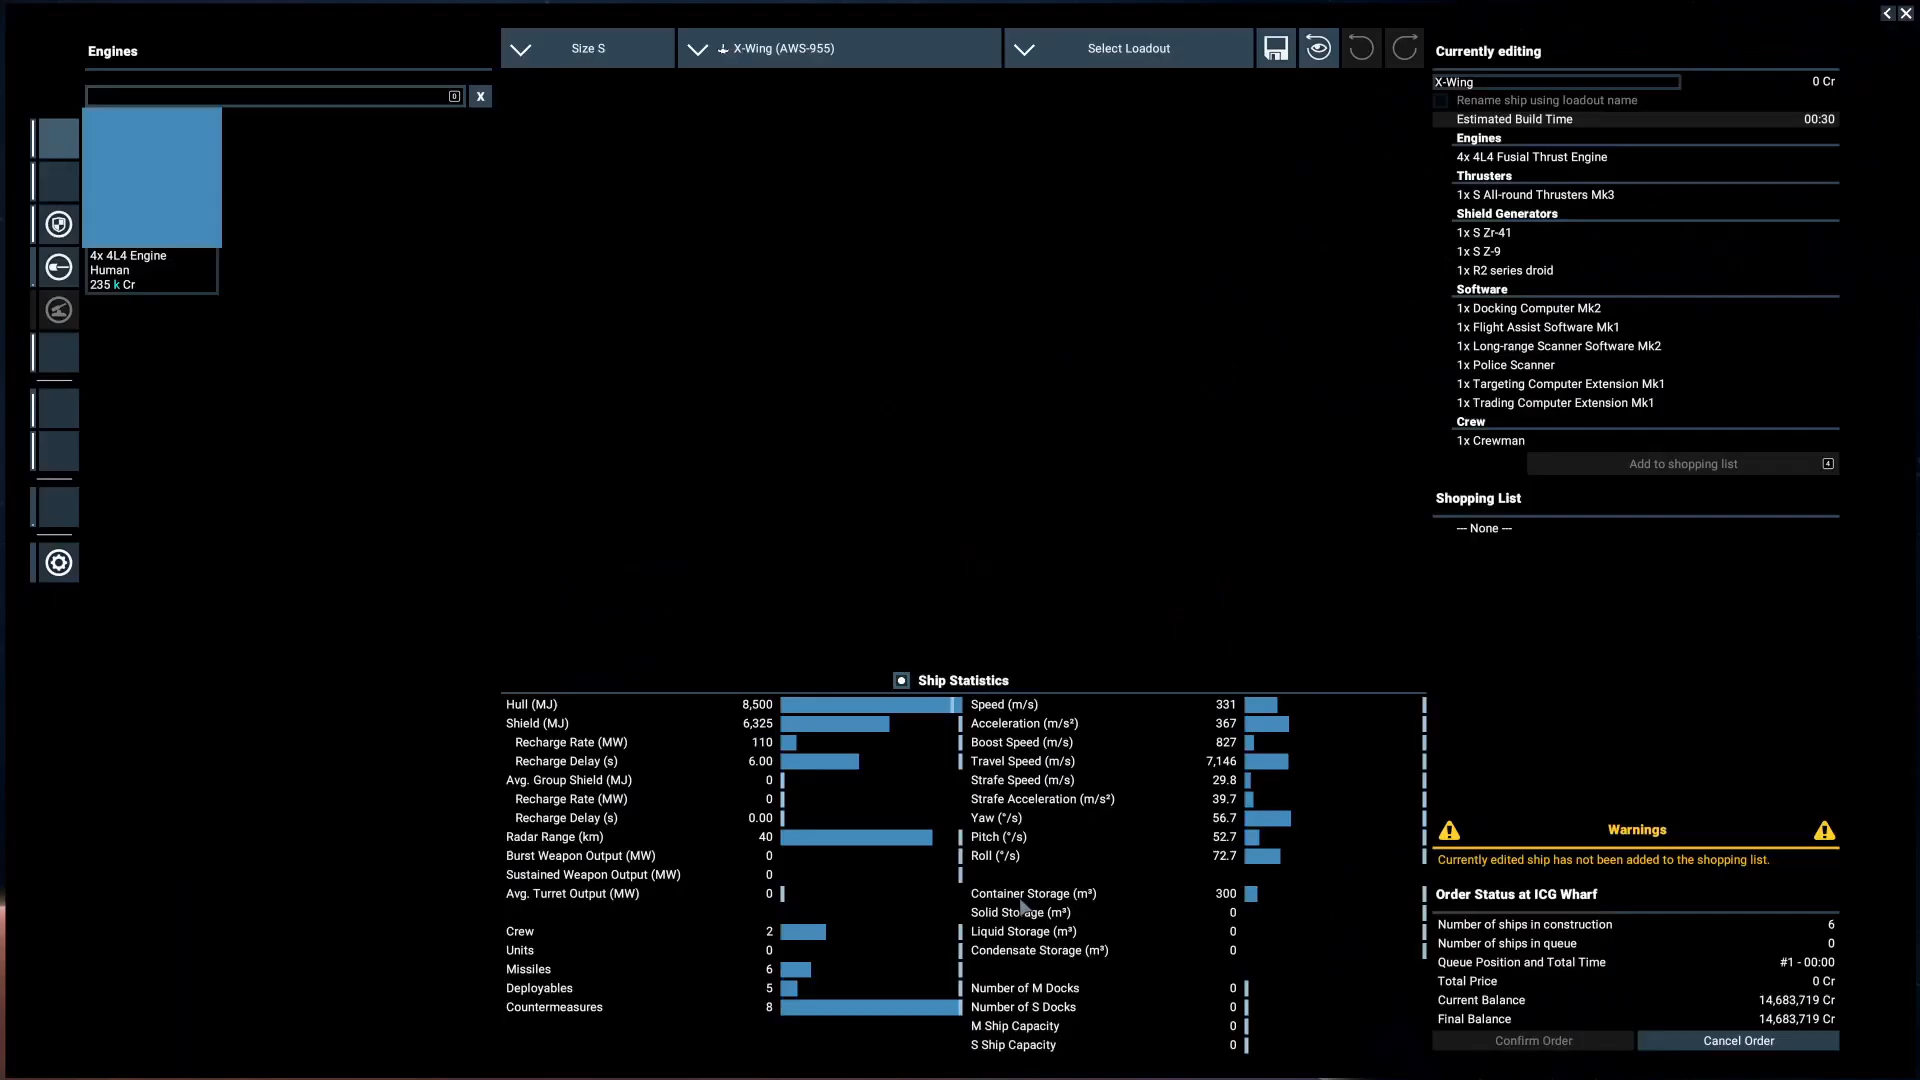 Engines
Size S
X-Wing (AWS-955)
Select Loadout
0
X
4x 4L4 Engine
Human
235 k Cr
Currently editing
X-Wing 0 Cr
Rename ship using loadout name
Estimated Build Time 00:30
Engines
4x 4L4 Fusial Thrust Engine
Thrusters
1x S All-round Thrusters Mk3
Shield Generators
1x S Zr-41
1x S Z-9
1x R2 series droid
Software
1x Docking Computer Mk2
1x Flight Assist Software Mk1
1x Long-range Scanner Software Mk2
1x Police Scanner
1x Targeting Computer Extension Mk1
1x Trading Computer Extension Mk1
Crew
1x Crewman
Add to shopping list 4
Shopping List
--- None ---
Ship Statistics
Hull (MJ) 8,500
Shield (MJ) 6,325
Recharge Rate (MW) 110
Recharge Delay (s) 6.00
Avg. Group Shield (MJ) 0
Recharge Rate (MW) 0
Recharge Delay (s) 0.00
Radar Range (km) 40
Burst Weapon Output (MW) 0
Sustained Weapon Output (MW) 0
Avg. Turret Output (MW) 0
Crew 2
Units 0
Missiles 6
Deployables 5
Countermeasures 8
Speed (m/s) 331
Acceleration (m/s²) 367
Boost Speed (m/s) 827
Travel Speed (m/s) 7,146
Strafe Speed (m/s) 29.8
Strafe Acceleration (m/s²) 39.7
Yaw (°/s) 56.7
Pitch (°/s) 52.7
Roll (°/s) 72.7
Container Storage (m³) 300
Solid Storage (m³) 0
Liquid Storage (m³) 0
Condensate Storage (m³) 0
Number of M Docks 0
Number of S Docks 0
M Ship Capacity 0
S Ship Capacity 0
Warnings
Currently edited ship has not been added to the shopping list.
Order Status at ICG Wharf
Number of ships in construction 6
Number of ships in queue 0
Queue Position and Total Time #1 - 00:00
Total Price 0 Cr
Current Balance 14,683,719 Cr
Final Balance 14,683,719 Cr
Confirm Order
Cancel Order